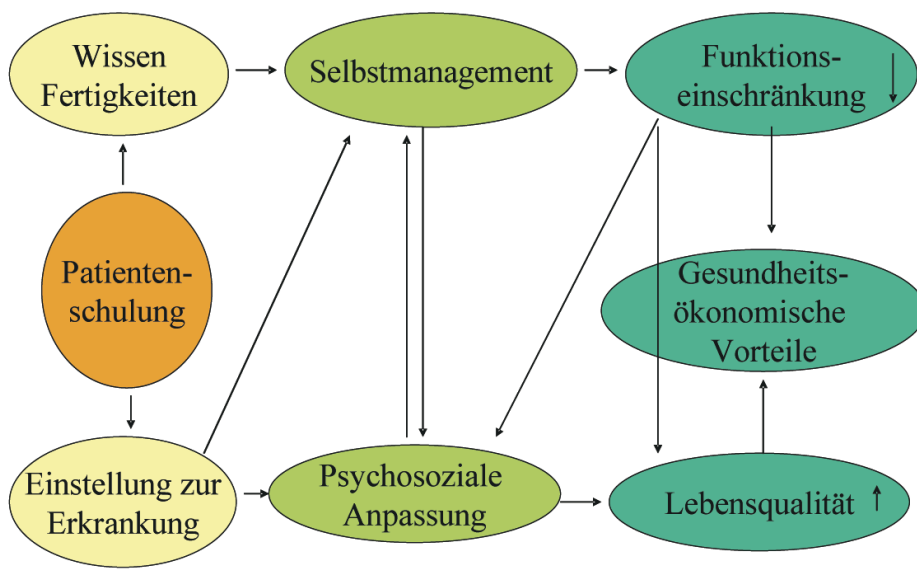 Wissen
Fertigkeiten
Selbstmanagement
Funktions-
einschränkung
Patienten-
schulung
Gesundheits-
ökonomische
Vorteile
Einstellung zur
Erkrankung
Psychosoziale
Anpassung
Lebensqualität